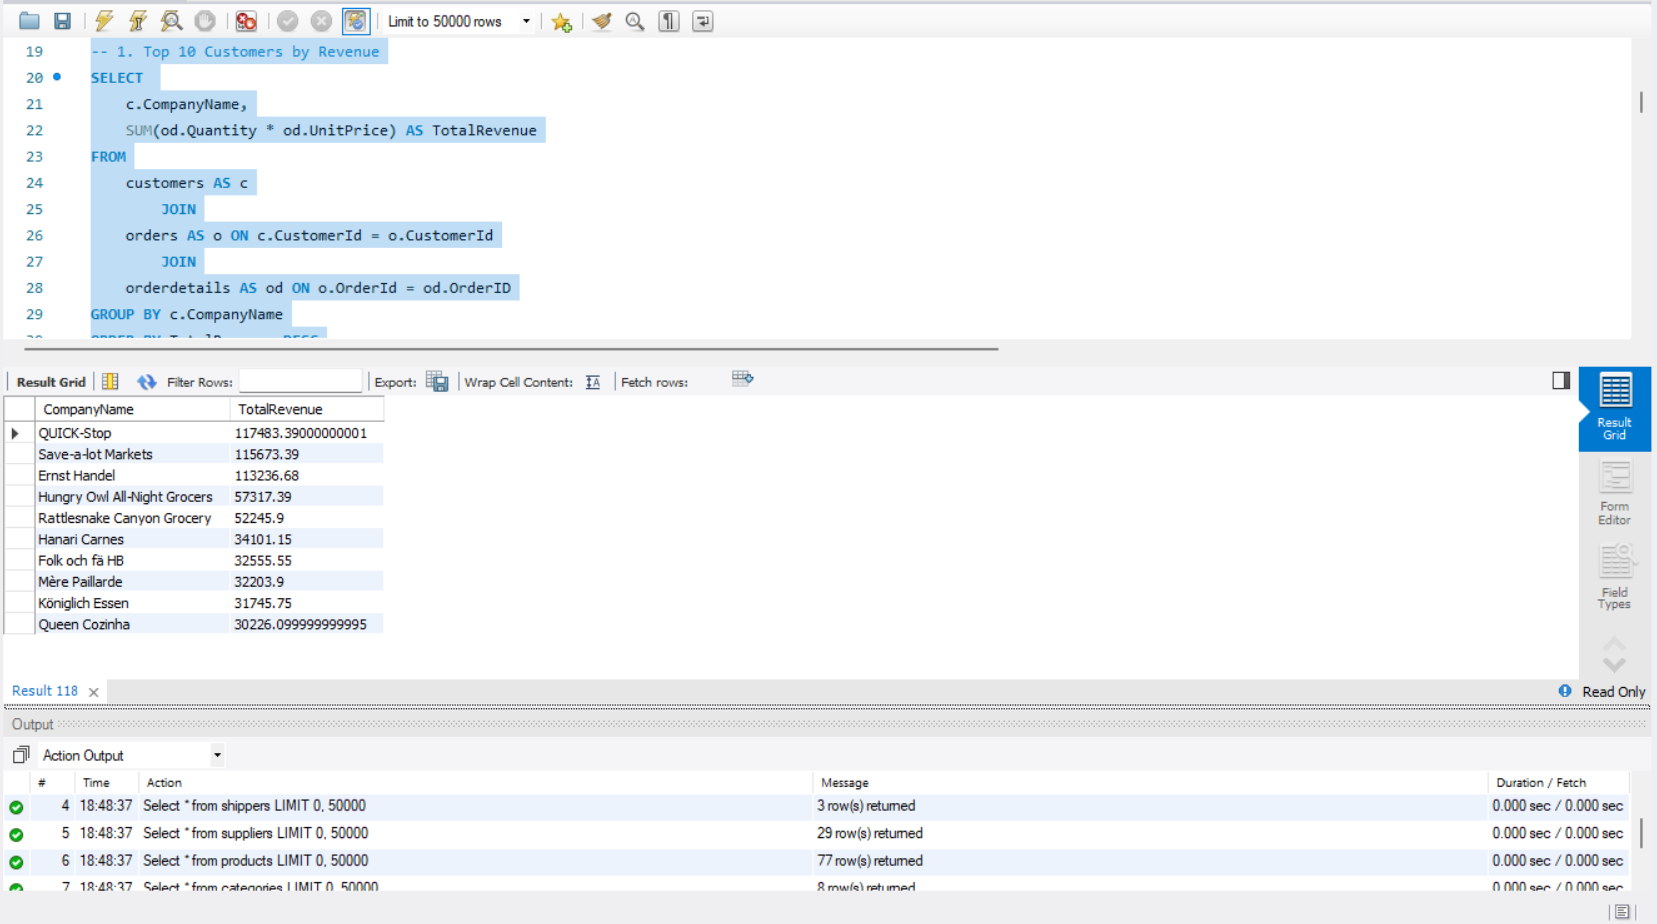 Limit to 50000 rows
19 -- 1. Top 10 Customers by Revenue
20 SELECT
21 c.CompanyName,
22 SUM(od.Quantity * od.UnitPrice) AS TotalRevenue
23 FROM
24 customers AS c
25 JOIN
26 orders AS o ON c.CustomerId = o.CustomerId
27 JOIN
28 orderdetails AS od ON o.OrderId = od.OrderID
29 GROUP BY c.CompanyName
Result Grid Filter Rows: Export: Wrap Cell Content: Fetch rows:
CompanyName TotalRevenue
QUICK-Stop 117483.39000000001
Save-a-lot Markets 115673.39
Ernst Handel 113236.68
Hungry Owl All-Night Grocers 57317.39
Rattlesnake Canyon Grocery 52245.9
Hanari Carnes 34101.15
Folk och fä HB 32555.55
Mère Paillarde 32203.9
Königlich Essen 31745.75
Queen Cozinha 30226.099999999995
Result
Grid
Form
Editor
Field
Types
Result 118 Read Only
Output
Action Output
# Time Action Message Duration / Fetch
4 18:48:37 Select * from shippers LIMIT 0, 50000 3 row(s) returned 0.000 sec / 0.000 sec
5 18:48:37 Select * from suppliers LIMIT 0, 50000 29 row(s) returned 0.000 sec / 0.000 sec
6 18:48:37 Select * from products LIMIT 0, 50000 77 row(s) returned 0.000 sec / 0.000 sec
7 18:48:37 Select * from categories LIMIT 0, 50000 8 row(s) returned 0.000 sec / 0.000 sec